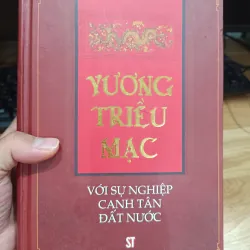 VƯƠNG
TRIỀU
MẠC
VỚI SỰ NGHIỆP
CANH TÂN
ĐẤT NƯỚC
ST